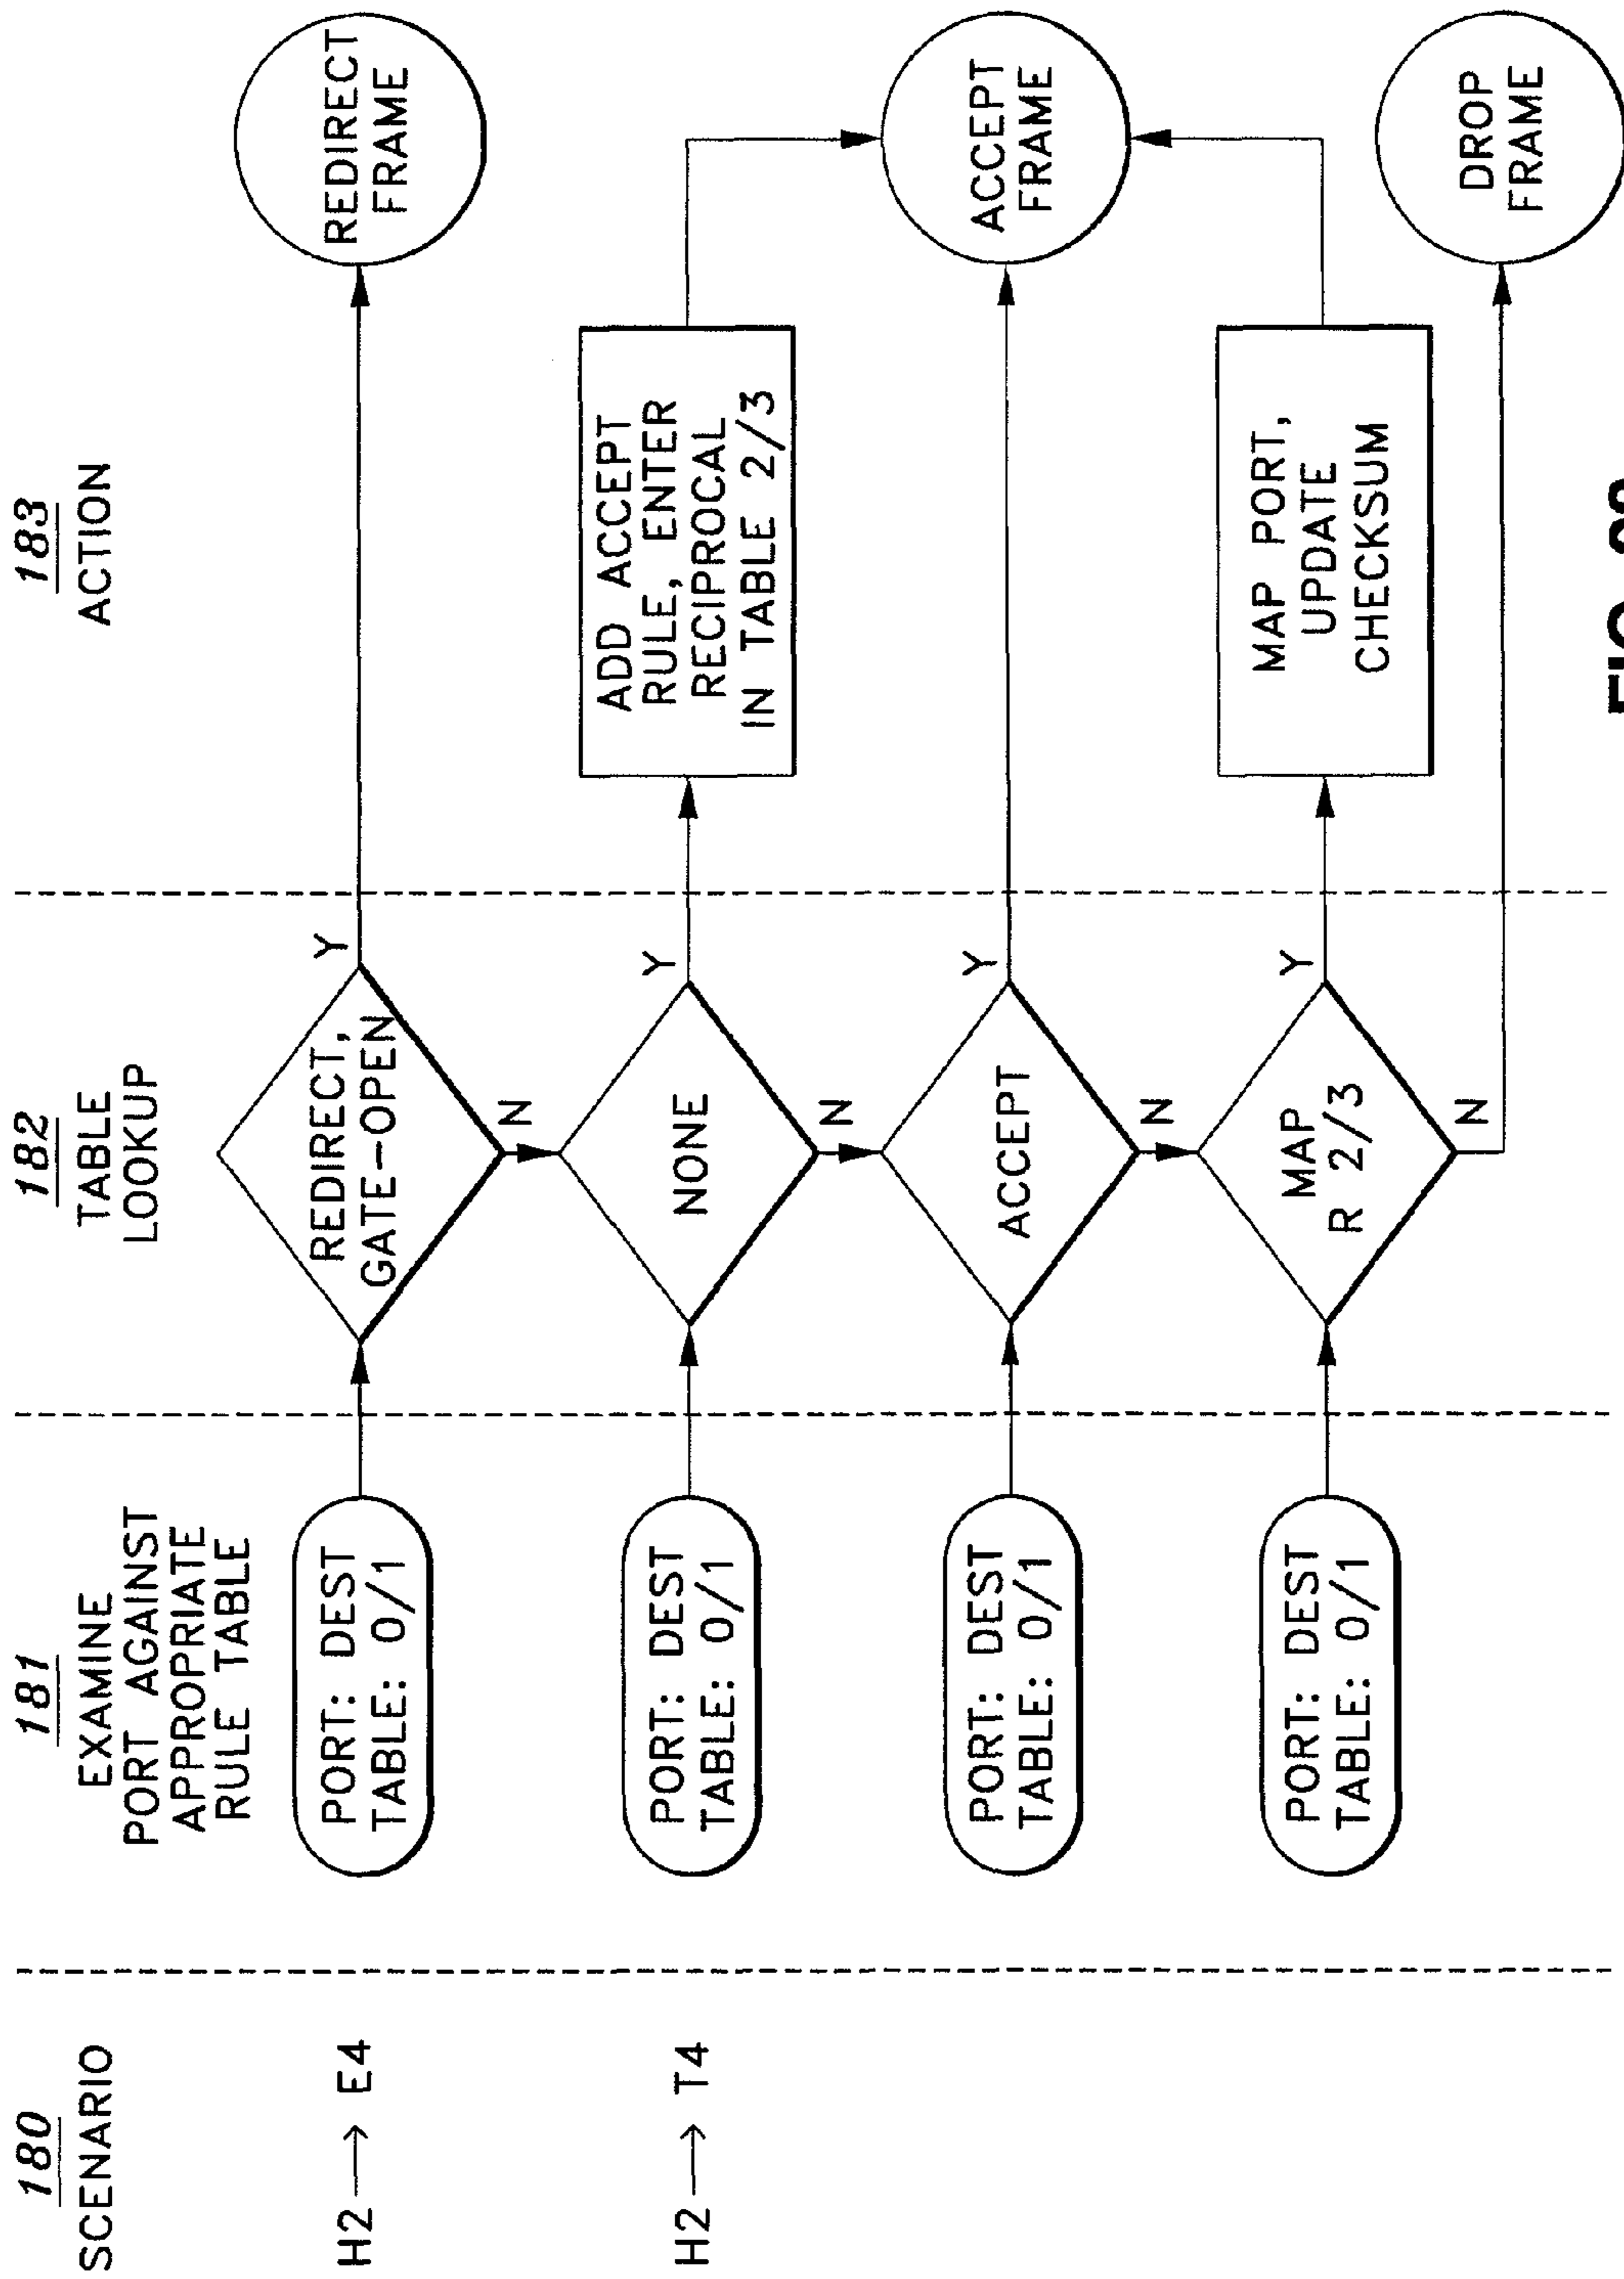 180
SCENARIO
181
EXAMINE
PORT AGAINST
APPROPRIATE
RULE TABLE
182
TABLE
LOOKUP
183
ACTION
H2 → E4
PORT: DEST
TABLE: 0/1
REDIRECT,
GATE-OPEN
Y
N
REDIRECT
FRAME
H2 → T4
PORT: DEST
TABLE: 0/1
NONE
Y
N
ADD ACCEPT
RULE, ENTER
RECIPROCAL
IN TABLE 2/3
PORT: DEST
TABLE: 0/1
ACCEPT
Y
N
ACCEPT
FRAME
PORT: DEST
TABLE: 0/1
MAP
R 2/3
Y
N
MAP PORT,
UPDATE
CHECKSUM
DROP
FRAME
FIG.